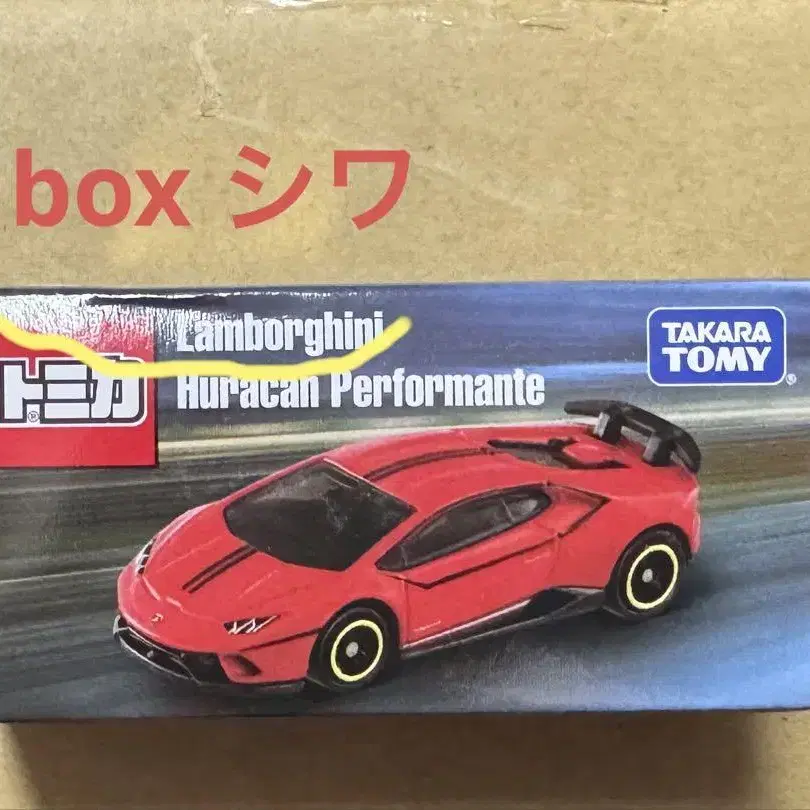 box シワ
Lamborghini
Huracan Performante
トミカ
TAKARA
TOMY